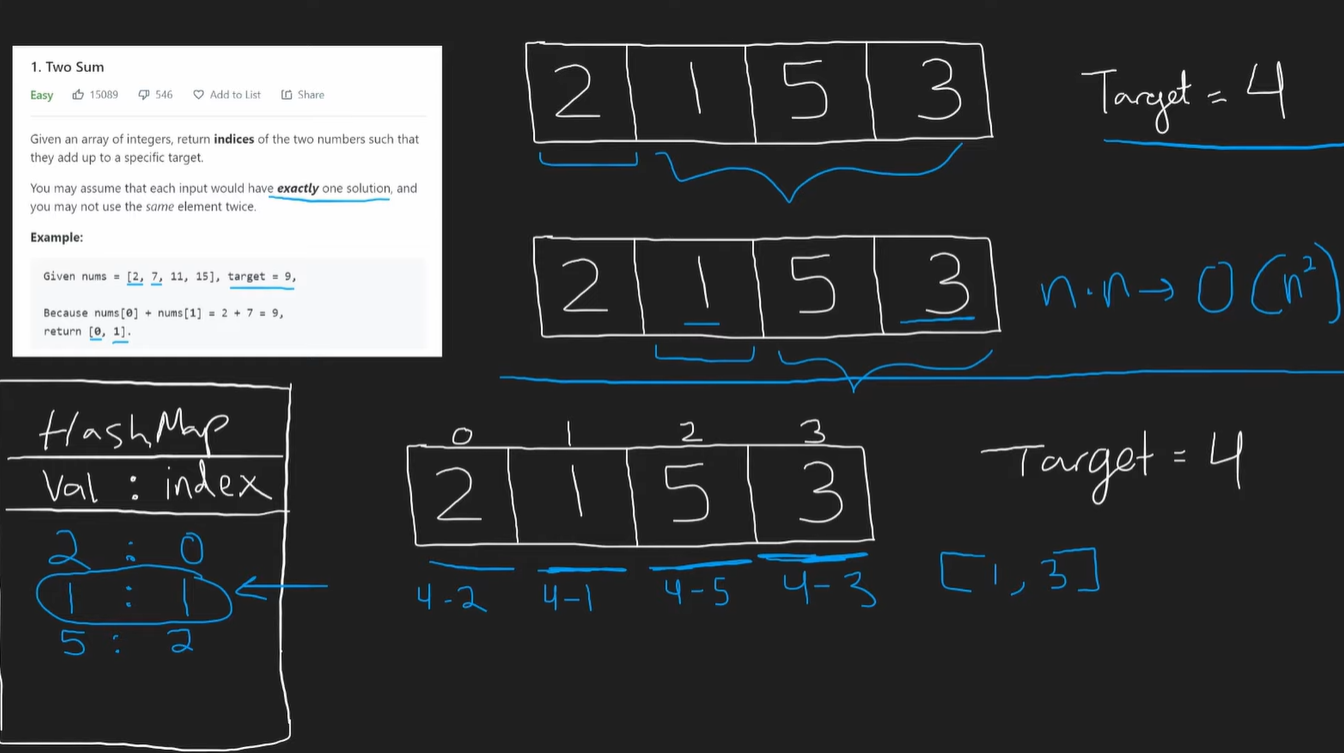 1. Two Sum
Easy 15089 546 Add to List Share
Given an array of integers, return indices of the two numbers such that
they add up to a specific target.
You may assume that each input would have exactly one solution, and
you may not use the same element twice.
Example:
Given nums = [2, 7, 11, 15], target = 9,
Because nums[0] + nums[1] = 2 + 7 = 9,
return [0, 1].
2 1 5 3
Target = 4
2 1 5 3
n·n→O(n²)
HashMap
Val : index
2 : 0
1 : 1
5 : 2
0 1 2 3
2 1 5 3
4-2 4-1 4-5 4-3
Target = 4
[1, 3]